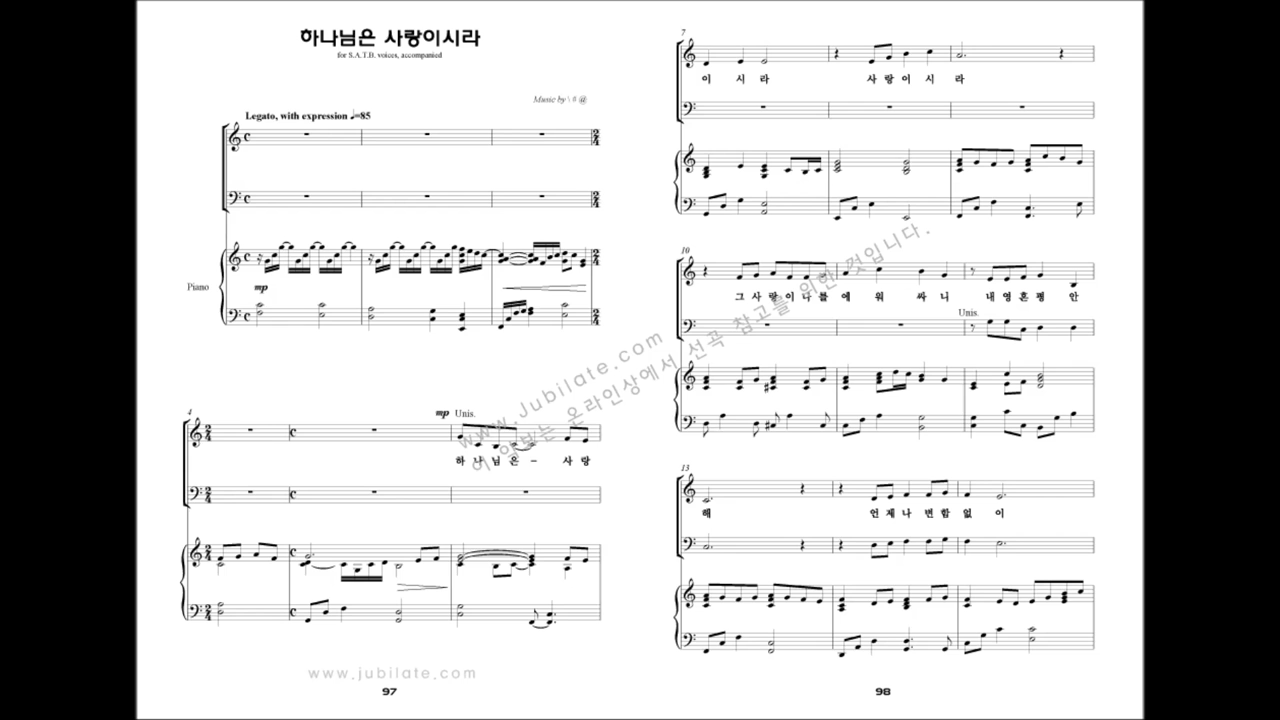 하나님은 사랑이시라
for S.A.T.B. voices, accompanied
Music by \ # @
Legato, with expression ♩=85
Piano
mp
4
mp Unis.
하 나 님 은 - 사 랑
www.jubilate.com
97
7
이 시 라 사 랑 이 시 라
10
그 사 랑 이 나 를 에 워 싸 니 내 영 혼 평 안
Unis.
13
해 언 제 나 변 함 없 이
98
www.Jubilate.com
이 악보는 온라인상에서 선곡 참고를 위한 것입니다.